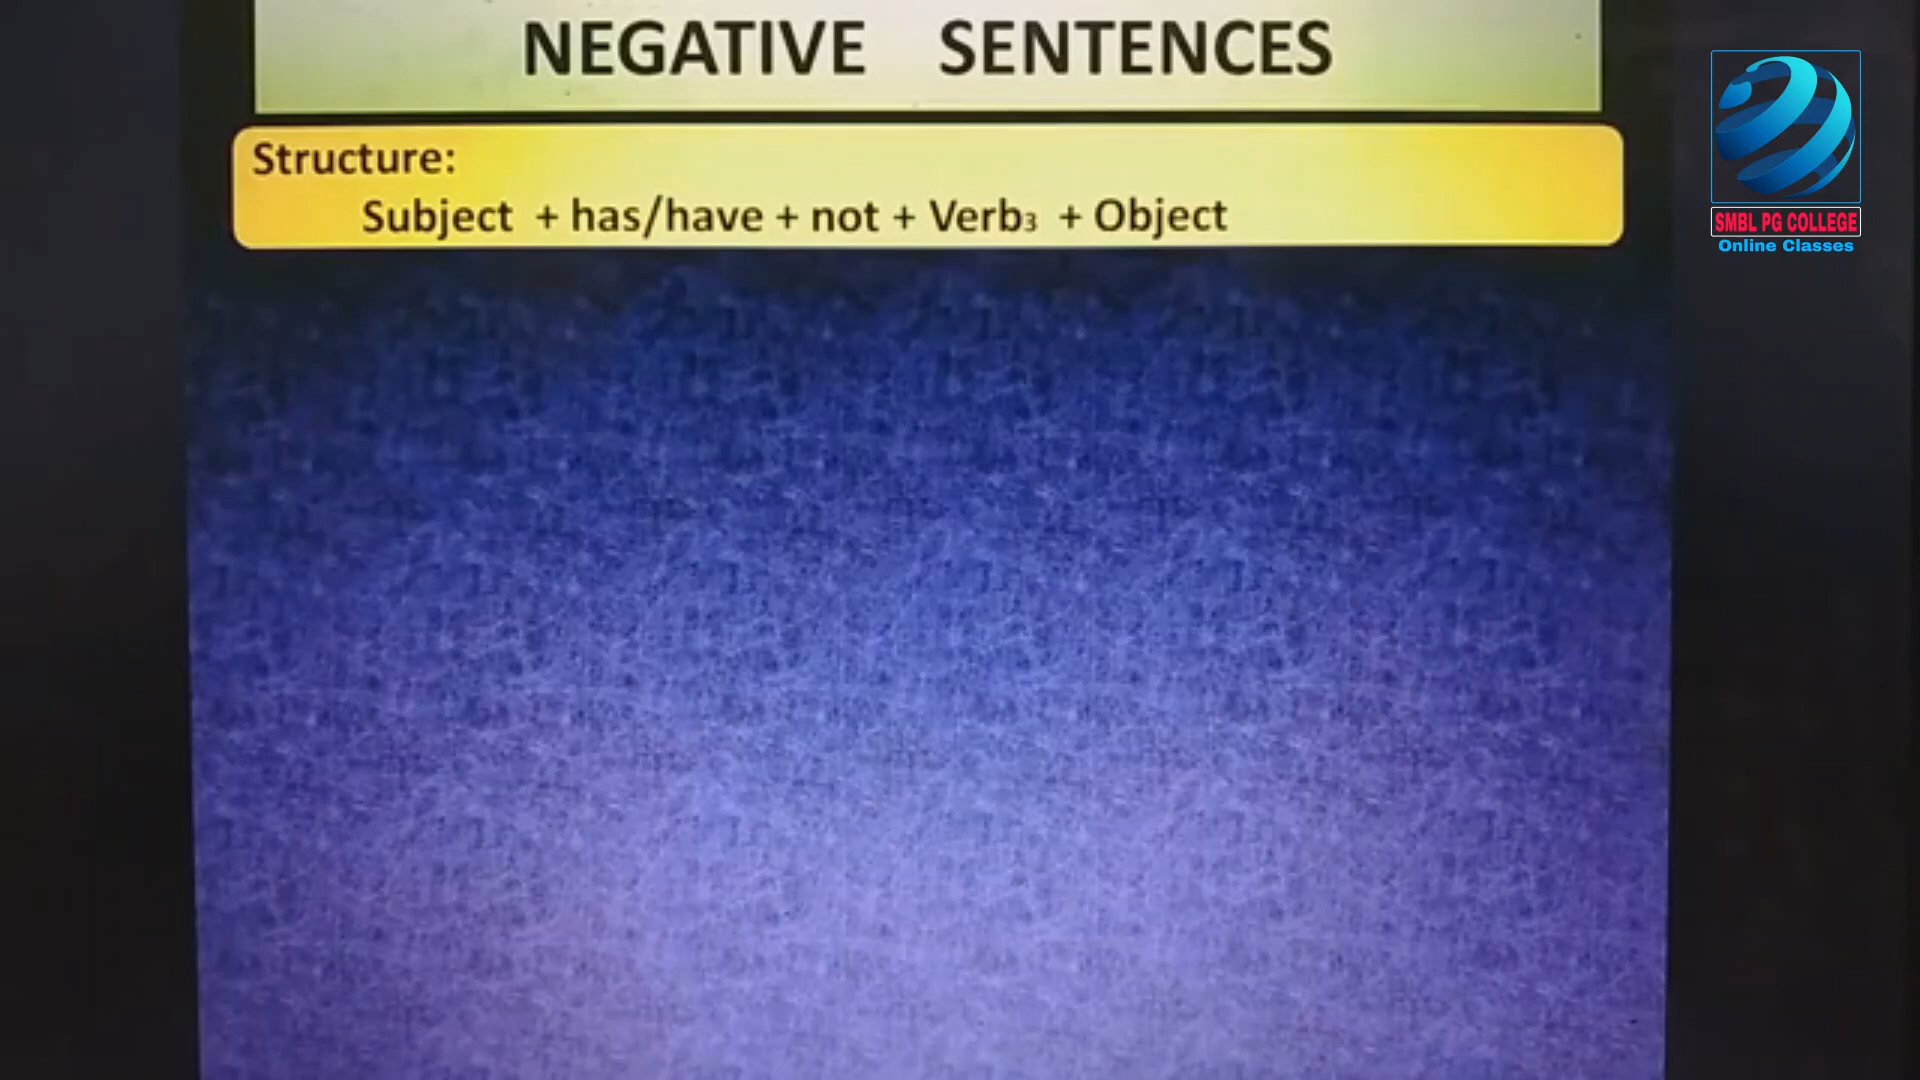 NEGATIVE SENTENCES
Structure:
Subject + has/have + not + Verb₃ + Object
SMBL PG COLLEGE
Online Classes